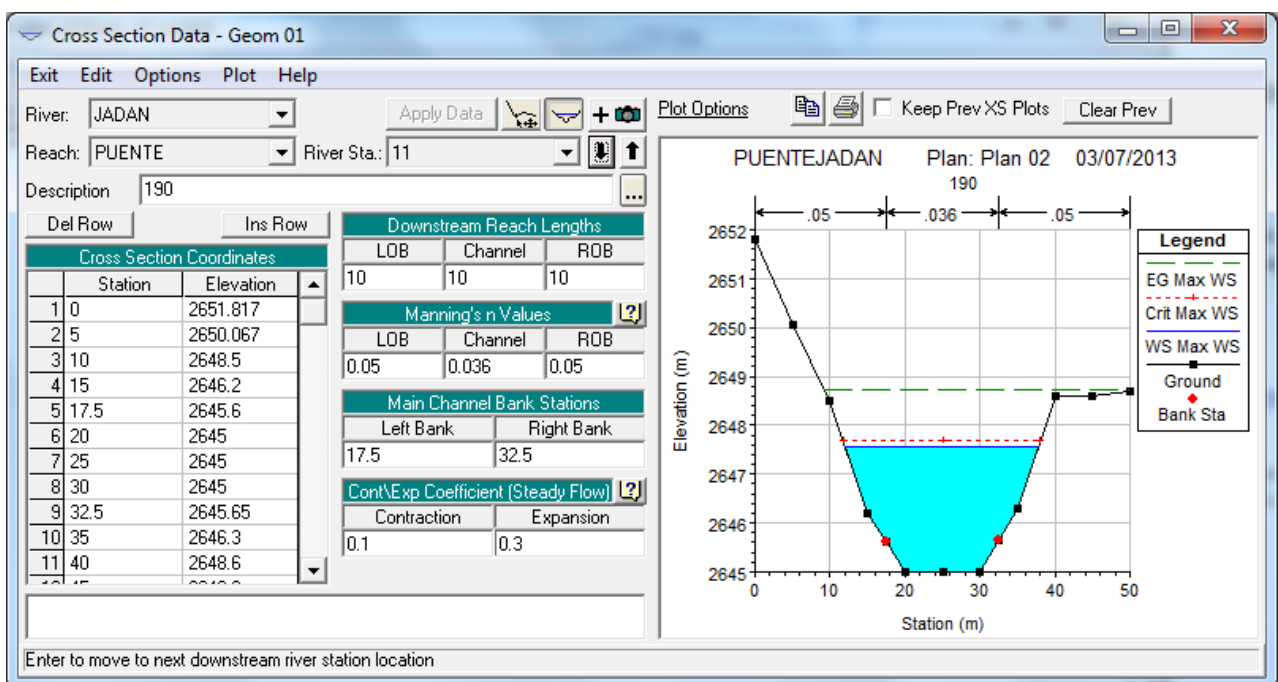 Cross Section Data - Geom 01
Exit Edit Options Plot Help
River: JADAN Apply Data
Reach: PUENTE River Sta.: 11
Description 190 ...
Del Row Ins Row
Cross Section Coordinates
Station Elevation
1 0 2651.817
2 5 2650.067
3 10 2648.5
4 15 2646.2
5 17.5 2645.6
6 20 2645
7 25 2645
8 30 2645
9 32.5 2645.65
10 35 2646.3
11 40 2648.6
Downstream Reach Lengths
LOB Channel ROB
10 10 10
Manning's n Values
LOB Channel ROB
0.05 0.036 0.05
Main Channel Bank Stations
Left Bank Right Bank
17.5 32.5
Cont\Exp Coefficient (Steady Flow)
Contraction Expansion
0.1 0.3
Plot Options Keep Prev XS Plots Clear Prev
PUENTEJADAN Plan: Plan 02 03/07/2013
190
.05 .036 .05
2652
2651
2650
2649
2648
2647
2646
2645
Elevation (m)
0 10 20 30 40 50
Station (m)
Legend
EG Max WS
Crit Max WS
WS Max WS
Ground
Bank Sta
Enter to move to next downstream river station location